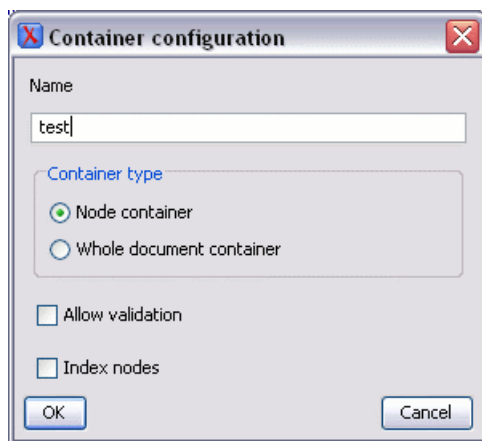 Container configuration
Name
test
Container type
Node container
Whole document container
Allow validation
Index nodes
OK Cancel